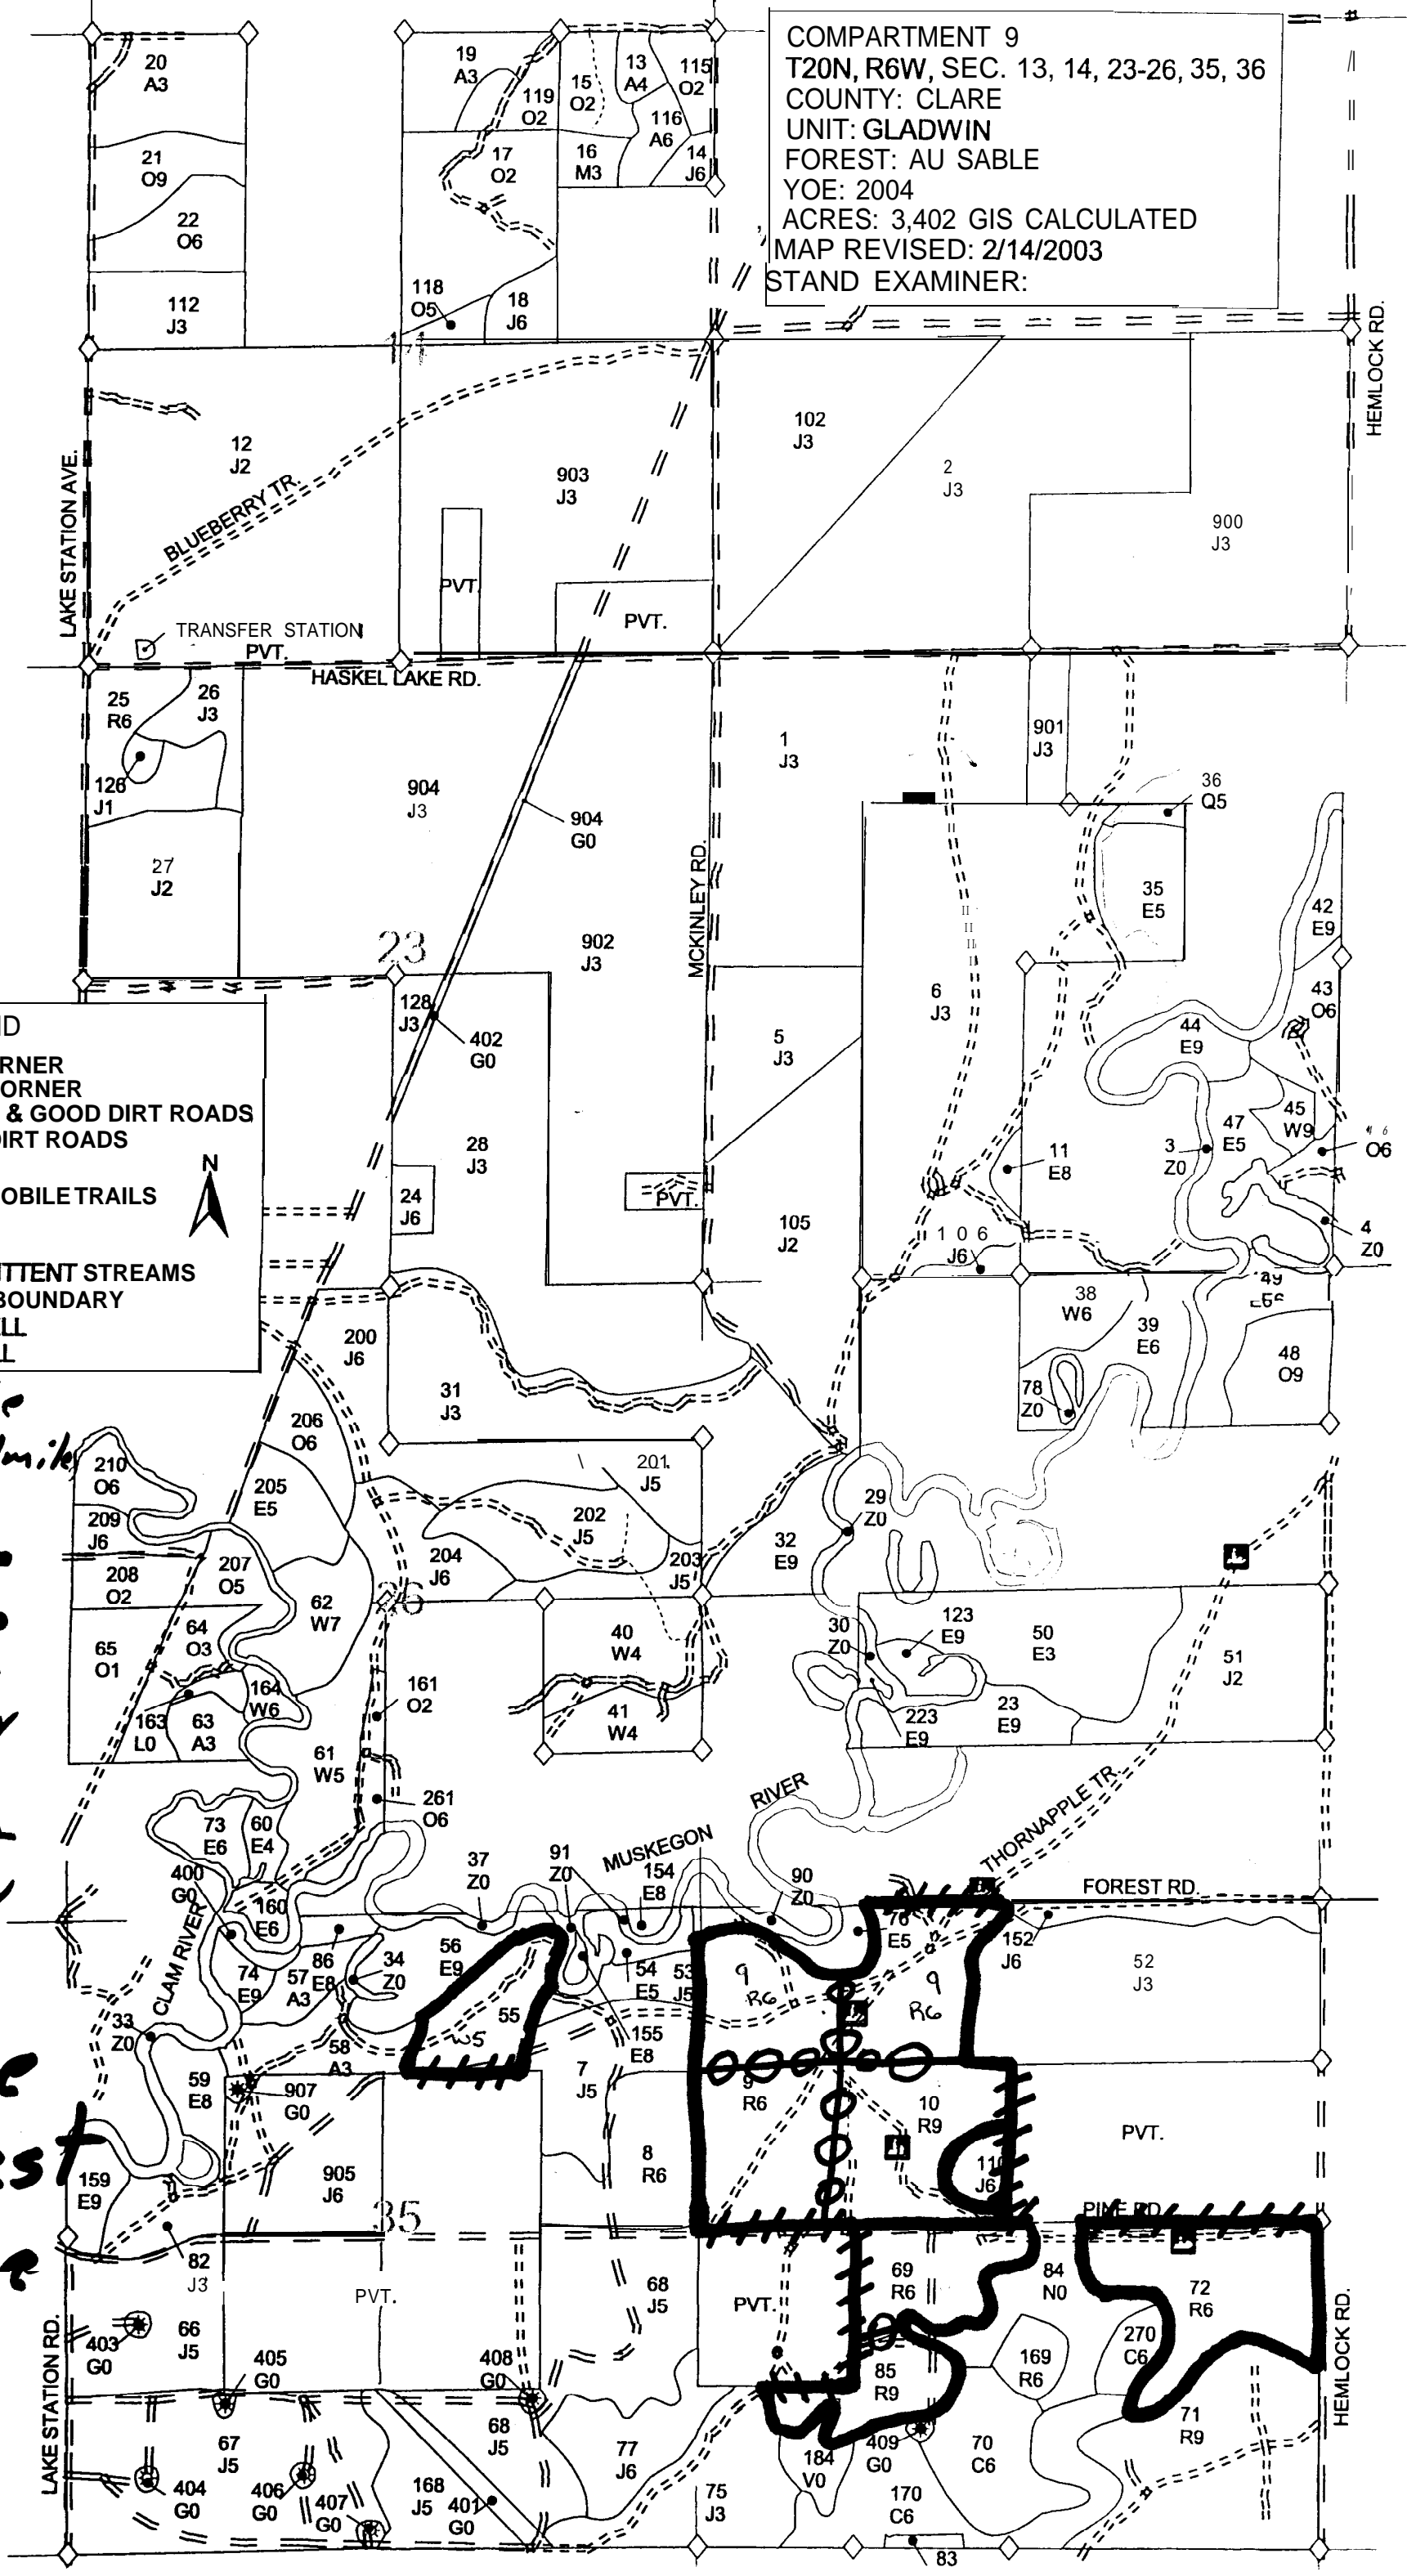 COMPARTMENT 9
T20N, R6W, SEC. 13, 14, 23-26, 35, 36
COUNTY: CLARE
UNIT: GLADWIN
FOREST: AU SABLE
YOE: 2004
ACRES: 3,402 GIS CALCULATED
MAP REVISED: 2/14/2003
STAND EXAMINER:
20
A3
19
A3
119
O2
15
O2
13
A4
115
O2
116
A6
21
O9
17
O2
16
M3
14
J6
22
O6
112
J3
118
O5
18
J6
HEMLOCK RD.
12
J2
903
J3
102
J3
2
J3
900
J3
LAKE STATION AVE.
BLUEBERRY TR.
PVT.
PVT.
TRANSFER STATION
PVT.
HASKEL LAKE RD.
25
R6
26
J3
126
J1
904
J3
904
G0
1
J3
901
J3
36
Q5
27
J2
MCKINLEY RD.
35
E5
42
E9
23
902
J3
128
J3
402
G0
6
J3
43
O6
44
E9
5
J3
RNER
ORNER
& GOOD DIRT ROADS
DIRT ROADS
N
OBILE TRAILS
ITTENT STREAMS
BOUNDARY
28
J3
24
J6
PVT.
11
E8
3
Z0
47
E5
45
W9
O6
4
Z0
105
J2
106
J6
38
W6
39
E6
49
48
O9
78
Z0
200
J6
31
J3
206
O6
mile
210
O6
205
E5
201
J5
202
J5
29
Z0
209
J6
204
J6
203
J5
32
E9
208
O2
207
O5
62
W7
26
64
O3
65
O1
40
W4
30
Z0
123
E9
50
E3
51
J2
164
W6
161
O2
163
L0
63
A3
41
W4
223
E9
23
E9
61
W5
261
O6
73
E6
60
E4
RIVER
MUSKEGON
THORNAPPLE TR.
400
G0
37
Z0
91
Z0
154
E8
90
Z0
FOREST RD.
160
E6
CLAM RIVER
86
E8
34
Z0
56
E9
76
E5
152
J6
52
J3
74
E9
57
A3
54
E5
53
J5
9
R6
9
R6
55
W5
33
Z0
58
A3
155
E8
59
E8
907
G0
7
J5
9
R6
10
R9
PVT.
8
R6
J6
159
E9
905
J6
35
PINE RD.
82
J3
PVT.
68
J5
PVT.
69
R6
84
N0
72
R6
66
J5
403
G0
405
G0
408
G0
85
R9
169
R6
270
C6
LAKE STATION RD.
HEMLOCK RD.
67
J5
68
J5
77
J6
184
V0
409
G0
70
C6
71
R9
404
G0
406
G0
407
G0
168
J5
401
G0
75
J3
170
C6
83